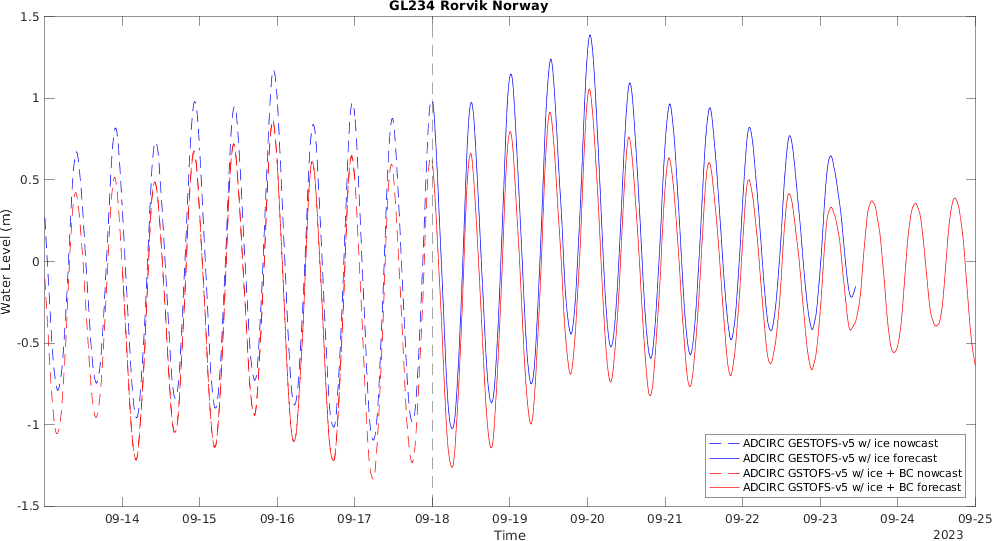 GL234 Rorvik Norway
1.5
1
0.5
0
-0.5
-1
-1.5
Water Level (m)
ADCIRC GESTOFS-v5 w/ ice nowcast
ADCIRC GESTOFS-v5 w/ ice forecast
ADCIRC GSTOFS-v5 w/ ice + BC nowcast
ADCIRC GSTOFS-v5 w/ ice + BC forecast
09-14 09-15 09-16 09-17 09-18 09-19 09-20 09-21 09-22 09-23 09-24 09-25
Time
2023